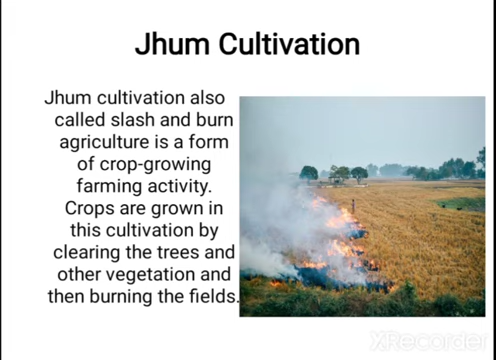 Jhum Cultivation
Jhum cultivation also
called slash and burn
agriculture is a form
of crop-growing
farming activity.
Crops are grown in
this cultivation by
clearing the trees and
other vegetation and
then burning the fields.
XRecorder